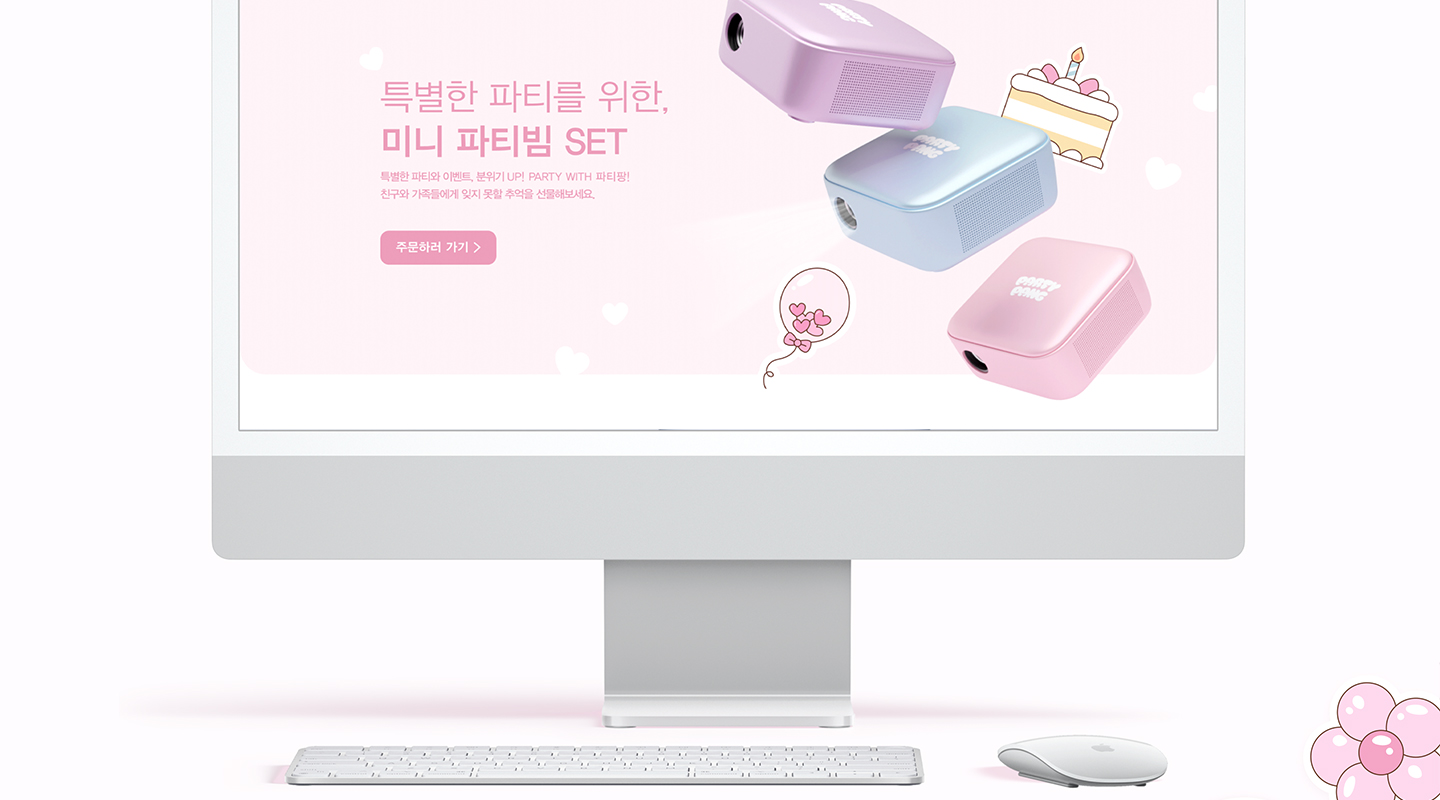 특별한 파티를 위한,
미니 파티빔 SET
특별한 파티와 이벤트, 분위기 UP! PARTY WITH 파티팡!
친구와 가족들에게 잊지 못할 추억을 선물해보세요.
주문하러 가기 >
PARTY
PANG
PARTY
PANG
PARTY
PANG